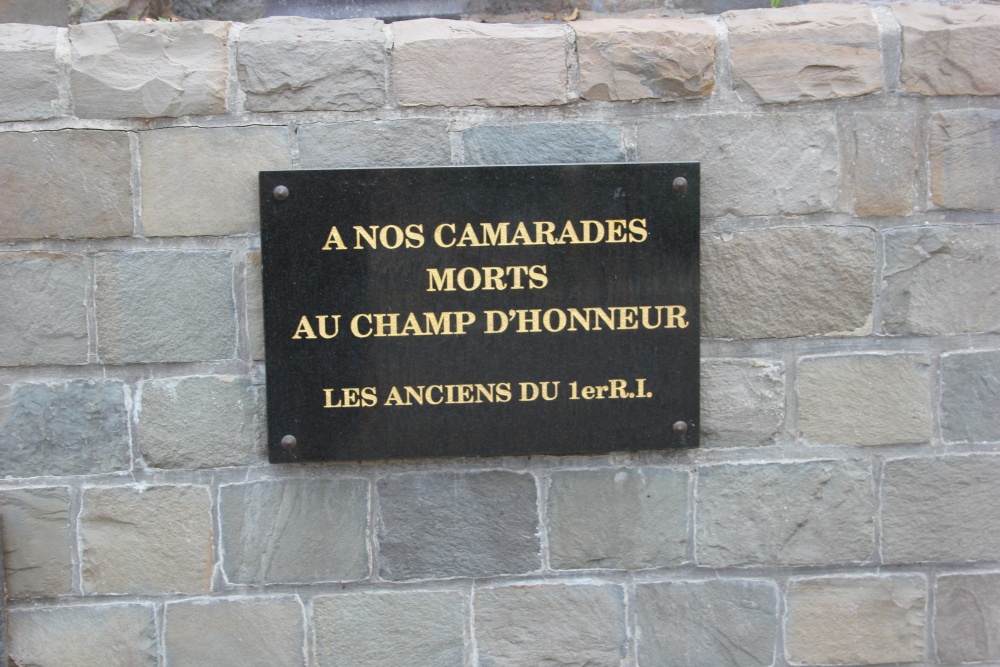 A NOS CAMARADES
MORTS
AU CHAMP D'HONNEUR
LES ANCIENS DU 1erR.I.